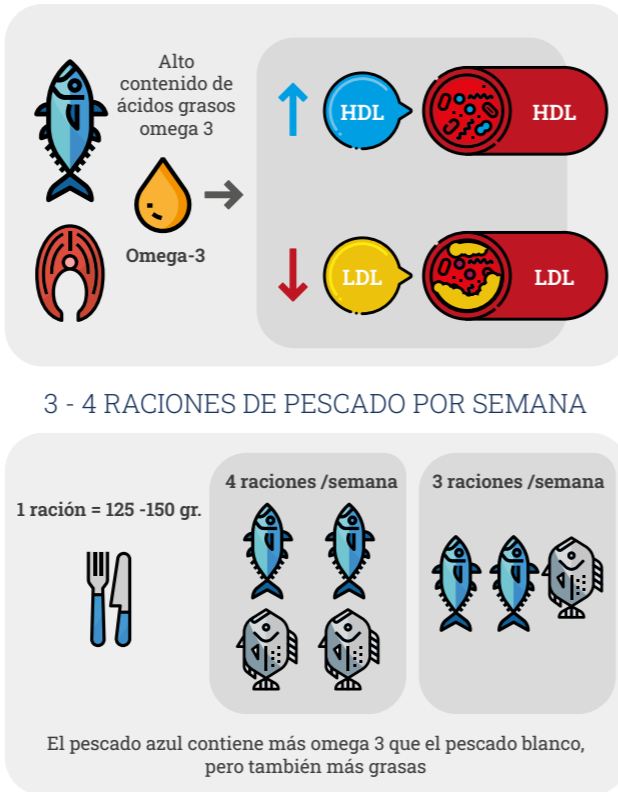 Alto
contenido de
ácidos grasos
omega 3
Omega-3
HDL
HDL
LDL
LDL
3 - 4 RACIONES DE PESCADO POR SEMANA
1 ración = 125 -150 gr.
4 raciones /semana
3 raciones /semana
El pescado azul contiene más omega 3 que el pescado blanco,
pero también más grasas